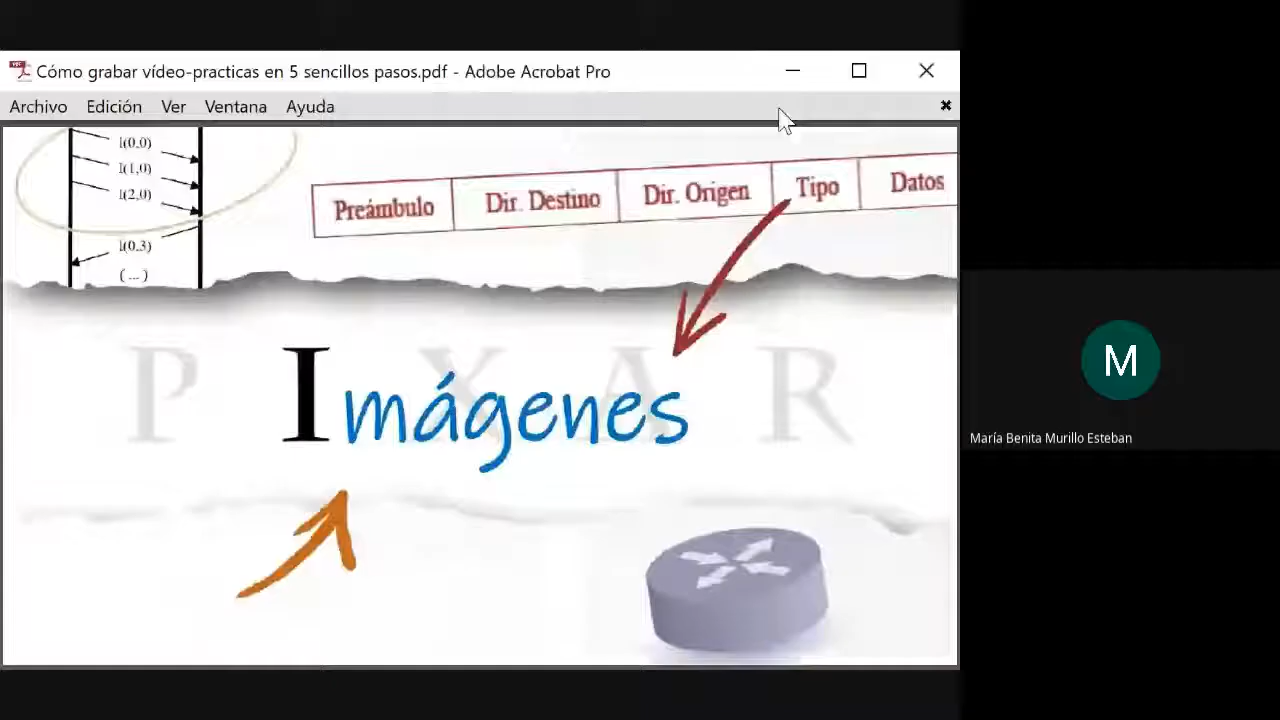 Cómo grabar vídeo-practicas en 5 sencillos pasos.pdf - Adobe Acrobat Pro
Archivo Edición Ver Ventana Ayuda
I(0,0)
I(1,0)
I(2,0)
I(0,3)
( ... )
Preámbulo Dir. Destino Dir. Origen Tipo Datos
P I X A R
Imágenes
M
María Benita Murillo Esteban